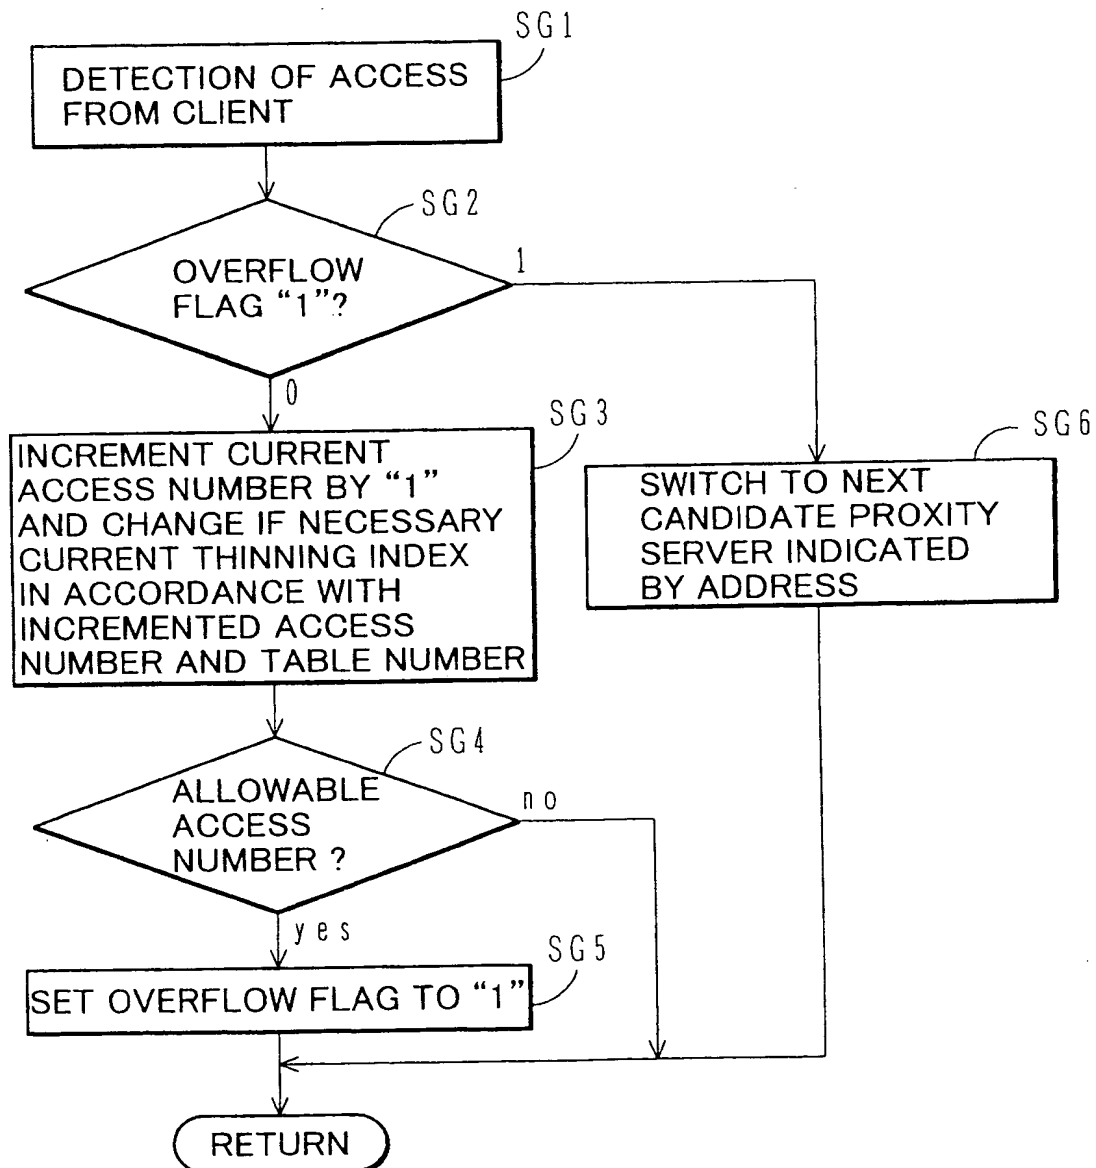 SG1
DETECTION OF ACCESS
FROM CLIENT
SG2
OVERFLOW
FLAG “1”?
1
0
SG3
INCREMENT CURRENT
ACCESS NUMBER BY “1”
AND CHANGE IF NECESSARY
CURRENT THINNING INDEX
IN ACCORDANCE WITH
INCREMENTED ACCESS
NUMBER AND TABLE NUMBER
SG6
SWITCH TO NEXT
CANDIDATE PROXITY
SERVER INDICATED
BY ADDRESS
SG4
ALLOWABLE
ACCESS
NUMBER ?
no
yes
SG5
SET OVERFLOW FLAG TO “1”
RETURN